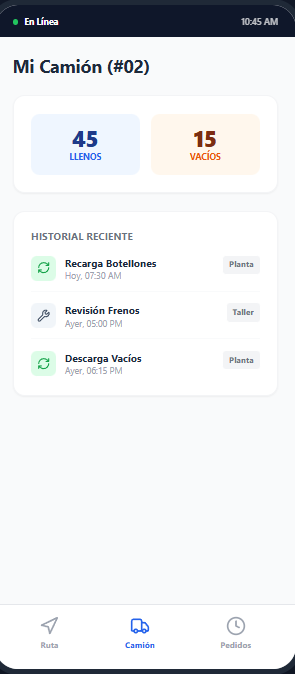 En Línea
10:45 AM
Mi Camión (#02)
45
LLENOS
15
VACÍOS
HISTORIAL RECIENTE
Recarga Botellones
Planta
Hoy, 07:30 AM
Revisión Frenos
Taller
Ayer, 05:00 PM
Descarga Vacíos
Planta
Ayer, 06:15 PM
Ruta
Camión
Pedidos